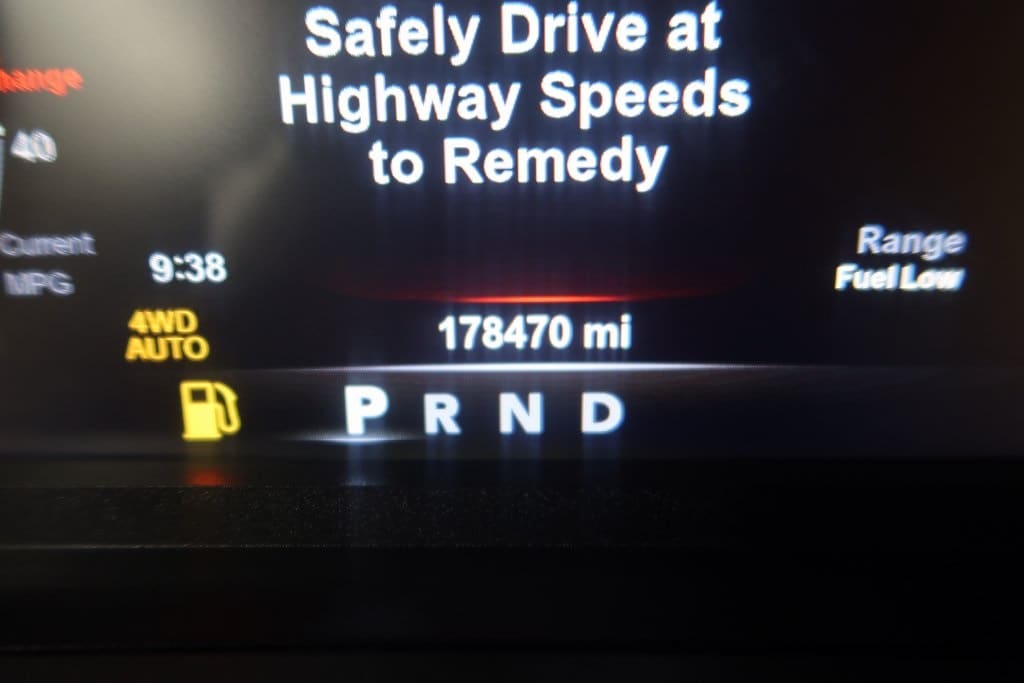 Safely Drive at
Highway Speeds
to Remedy
hange
40
Current
MPG
9:38
Range
Fuel Low
4WD
AUTO
178470 mi
P R N D